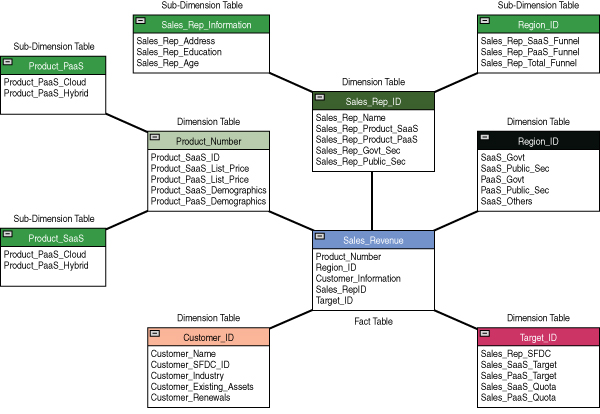 Sub-Dimension Table
Sales_Rep_Information
Sales_Rep_Address
Sales_Rep_Education
Sales_Rep_Age
Sub-Dimension Table
Region_ID
Sales_Rep_SaaS_Funnel
Sales_Rep_PaaS_Funnel
Sales_Rep_Total_Funnel
Sub-Dimension Table
Product_PaaS
Product_PaaS_Cloud
Product_PaaS_Hybrid
Dimension Table
Sales_Rep_ID
Sales_Rep_Name
Sales_Rep_Product_SaaS
Sales_Rep_Product_PaaS
Sales_Rep_Govt_Sec
Sales_Rep_Public_Sec
Dimension Table
Product_Number
Product_SaaS_ID
Product_SaaS_List_Price
Product_PaaS_List_Price
Product_SaaS_Demographics
Product_PaaS_Demographics
Dimension Table
Region_ID
SaaS_Govt
SaaS_Public_Sec
PaaS_Govt
PaaS_Public_Sec
SaaS_Others
Sub-Dimension Table
Product_SaaS
Product_PaaS_Cloud
Product_PaaS_Hybrid
Sales_Revenue
Product_Number
Region_ID
Customer_Information
Sales_RepID
Target_ID
Fact Table
Dimension Table
Customer_ID
Customer_Name
Customer_SFDC_ID
Customer_Industry
Customer_Existing_Assets
Customer_Renewals
Dimension Table
Target_ID
Sales_Rep_SFDC
Sales_SaaS_Target
Sales_PaaS_Target
Sales_SaaS_Quota
Sales_PaaS_Quota